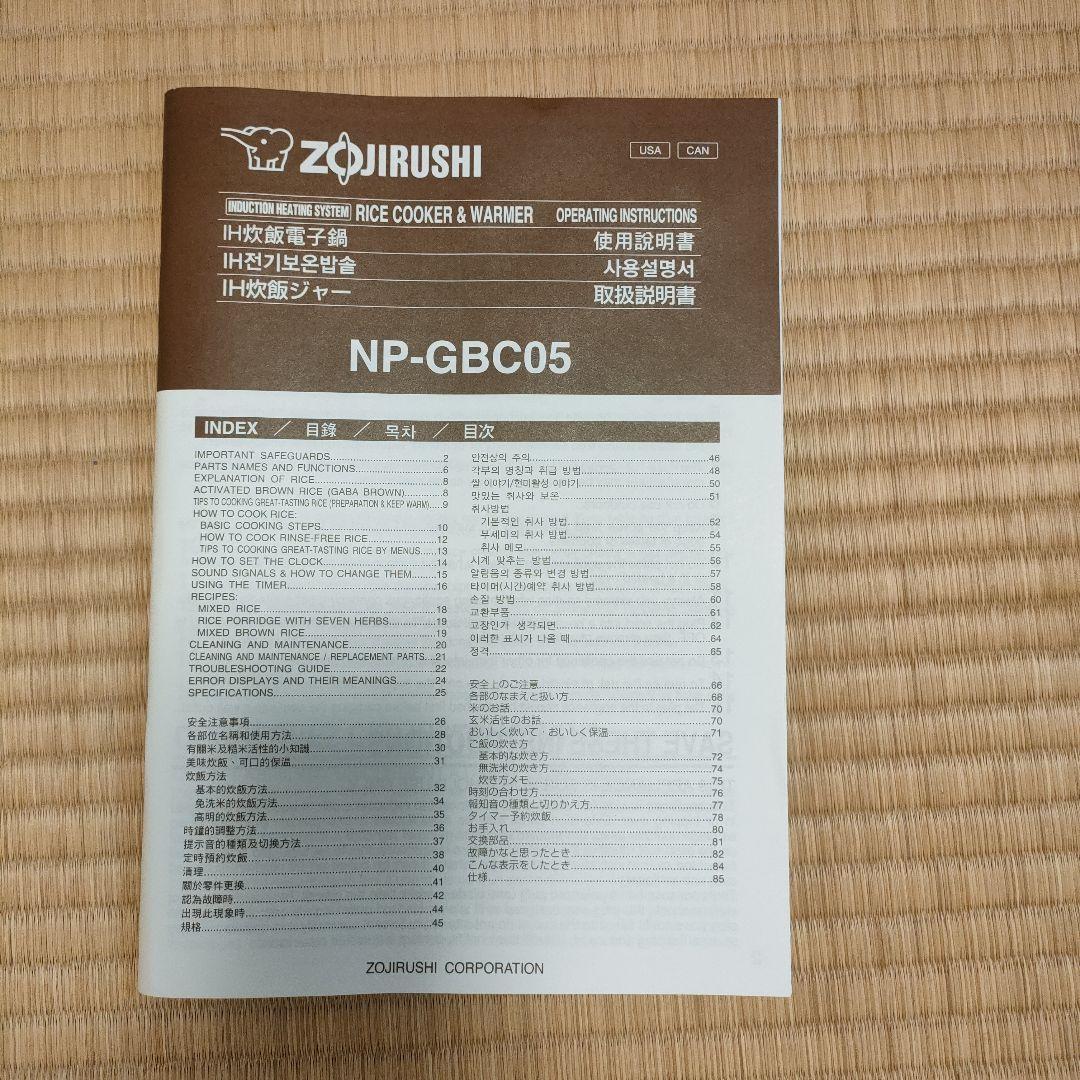 ZOJIRUSHI
USA CAN
INDUCTION HEATING SYSTEM RICE COOKER & WARMER OPERATING INSTRUCTIONS
IH炊飯電子鍋 使用說明書
IH전기보온밥솥 사용설명서
IH炊飯ジャー 取扱説明書
NP-GBC05
INDEX / 目錄 / 목차 / 目次
IMPORTANT SAFEGUARDS...2
PARTS NAMES AND FUNCTIONS...6
EXPLANATION OF RICE...8
ACTIVATED BROWN RICE (GABA BROWN)...8
TIPS TO COOKING GREAT-TASTING RICE (PREPARATION & KEEP WARM)...9
HOW TO COOK RICE:
BASIC COOKING STEPS...10
HOW TO COOK RINSE-FREE RICE...12
TIPS TO COOKING GREAT-TASTING RICE BY MENUS...13
HOW TO SET THE CLOCK...14
SOUND SIGNALS & HOW TO CHANGE THEM...15
USING THE TIMER...16
RECIPES:
MIXED RICE...18
RICE PORRIDGE WITH SEVEN HERBS...19
MIXED BROWN RICE...19
CLEANING AND MAINTENANCE...20
CLEANING AND MAINTENANCE / REPLACEMENT PARTS...21
TROUBLESHOOTING GUIDE...22
ERROR DISPLAYS AND THEIR MEANINGS...24
SPECIFICATIONS...25
安全注意事項...26
各部位名稱和使用方法...28
有關米及糙米活性的小知識...30
美味炊飯、可口的保溫...31
炊飯方法
基本的炊飯方法...32
免洗米的炊飯方法...34
高明的炊飯方法...35
時鐘的調整方法...36
提示音的種類及切換方法...37
定時預約炊飯...38
清理...40
關於零件更換...41
認為故障時...42
出現此現象時...44
規格...45
안전상의 주의...46
각부의 명칭과 취급 방법...48
쌀 이야기/현미활성 이야기...50
맛있는 취사와 보온...51
취사방법
기본적인 취사 방법...52
무세미의 취사 방법...54
취사 메모...55
시계 맞추는 방법...56
알림음의 종류와 변경 방법...57
타이머(시간)예약 취사 방법...58
손질 방법...60
교환부품...61
고장인가 생각되면...62
이러한 표시가 나올 때...64
정격...65
安全上のご注意...66
各部のなまえと扱い方...68
米のお話...70
玄米活性のお話...70
おいしく炊いて・おいしく保温...71
ご飯の炊き方
基本的な炊き方...72
無洗米の炊き方...74
炊き方メモ...75
時刻の合わせ方...76
報知音の種類と切りかえ方...77
タイマー予約炊飯...78
お手入れ...80
交換部品...81
故障かなと思ったとき...82
こんな表示をしたとき...84
仕様...85
ZOJIRUSHI CORPORATION